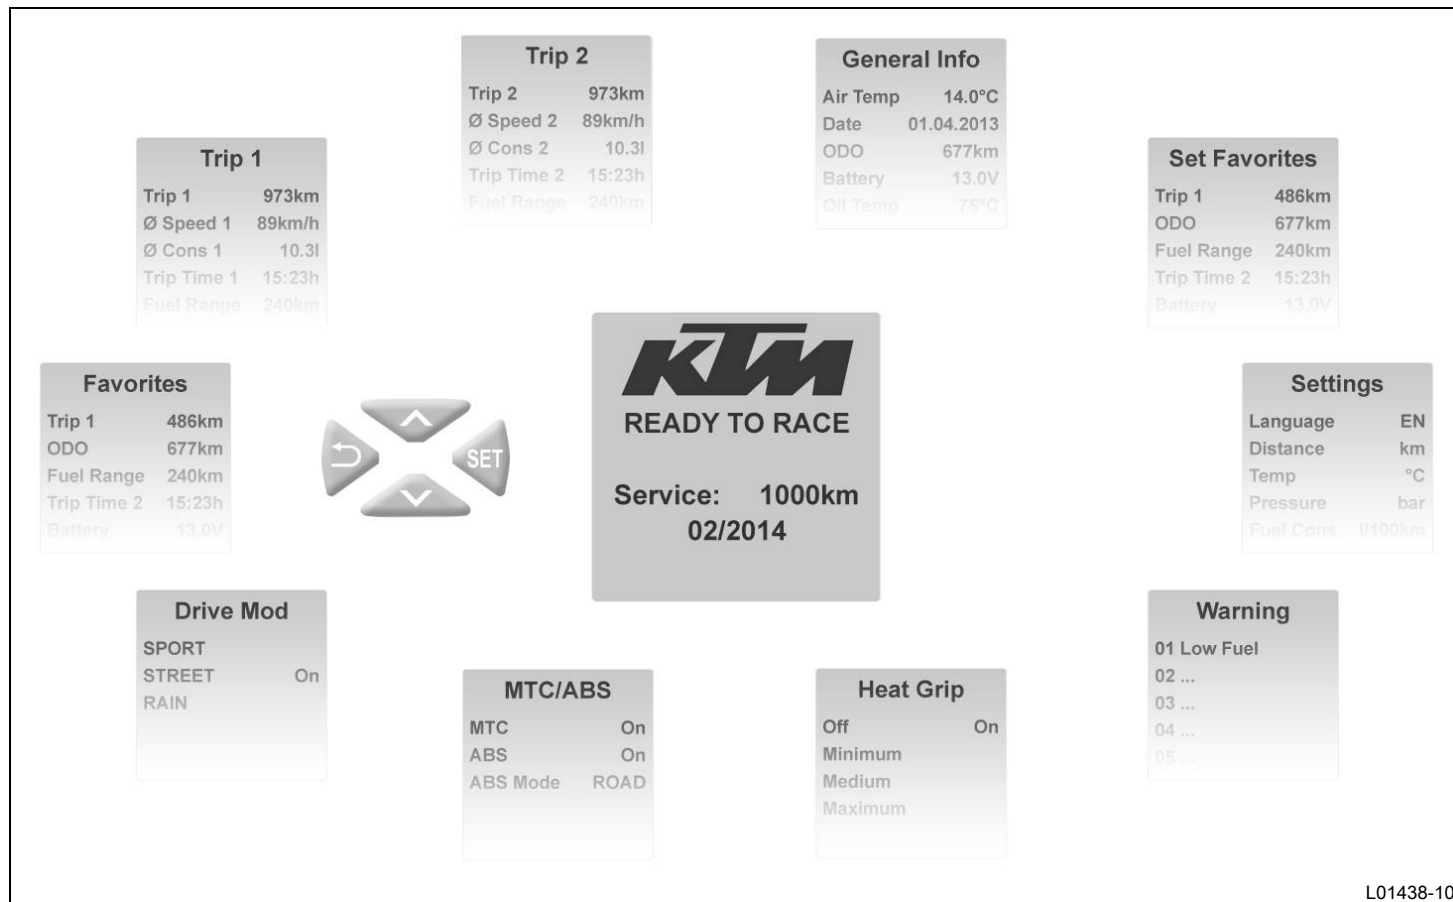 Trip 2
Trip 2 973km
Ø Speed 2 89km/h
Ø Cons 2 10.3l
Trip Time 2 15:23h
Fuel Range 240km
General Info
Air Temp 14.0°C
Date 01.04.2013
ODO 677km
Battery 13.0V
Oil Temp 75°C
Trip 1
Trip 1 973km
Ø Speed 1 89km/h
Ø Cons 1 10.3l
Trip Time 1 15:23h
Fuel Range 240km
Set Favorites
Trip 1 486km
ODO 677km
Fuel Range 240km
Trip Time 2 15:23h
Battery 13,0V
Favorites
Trip 1 486km
ODO 677km
Fuel Range 240km
Trip Time 2 15:23h
Battery 13,0V
SET
KTM
READY TO RACE
Service: 1000km
02/2014
Settings
Language EN
Distance km
Temp °C
Pressure bar
Fuel Cons l/100km
Drive Mod
SPORT
STREET On
RAIN
MTC/ABS
MTC On
ABS On
ABS Mode ROAD
Heat Grip
Off On
Minimum
Medium
Maximum
Warning
01 Low Fuel
02 ...
03 ...
04 ...
05 ...
L01438-10